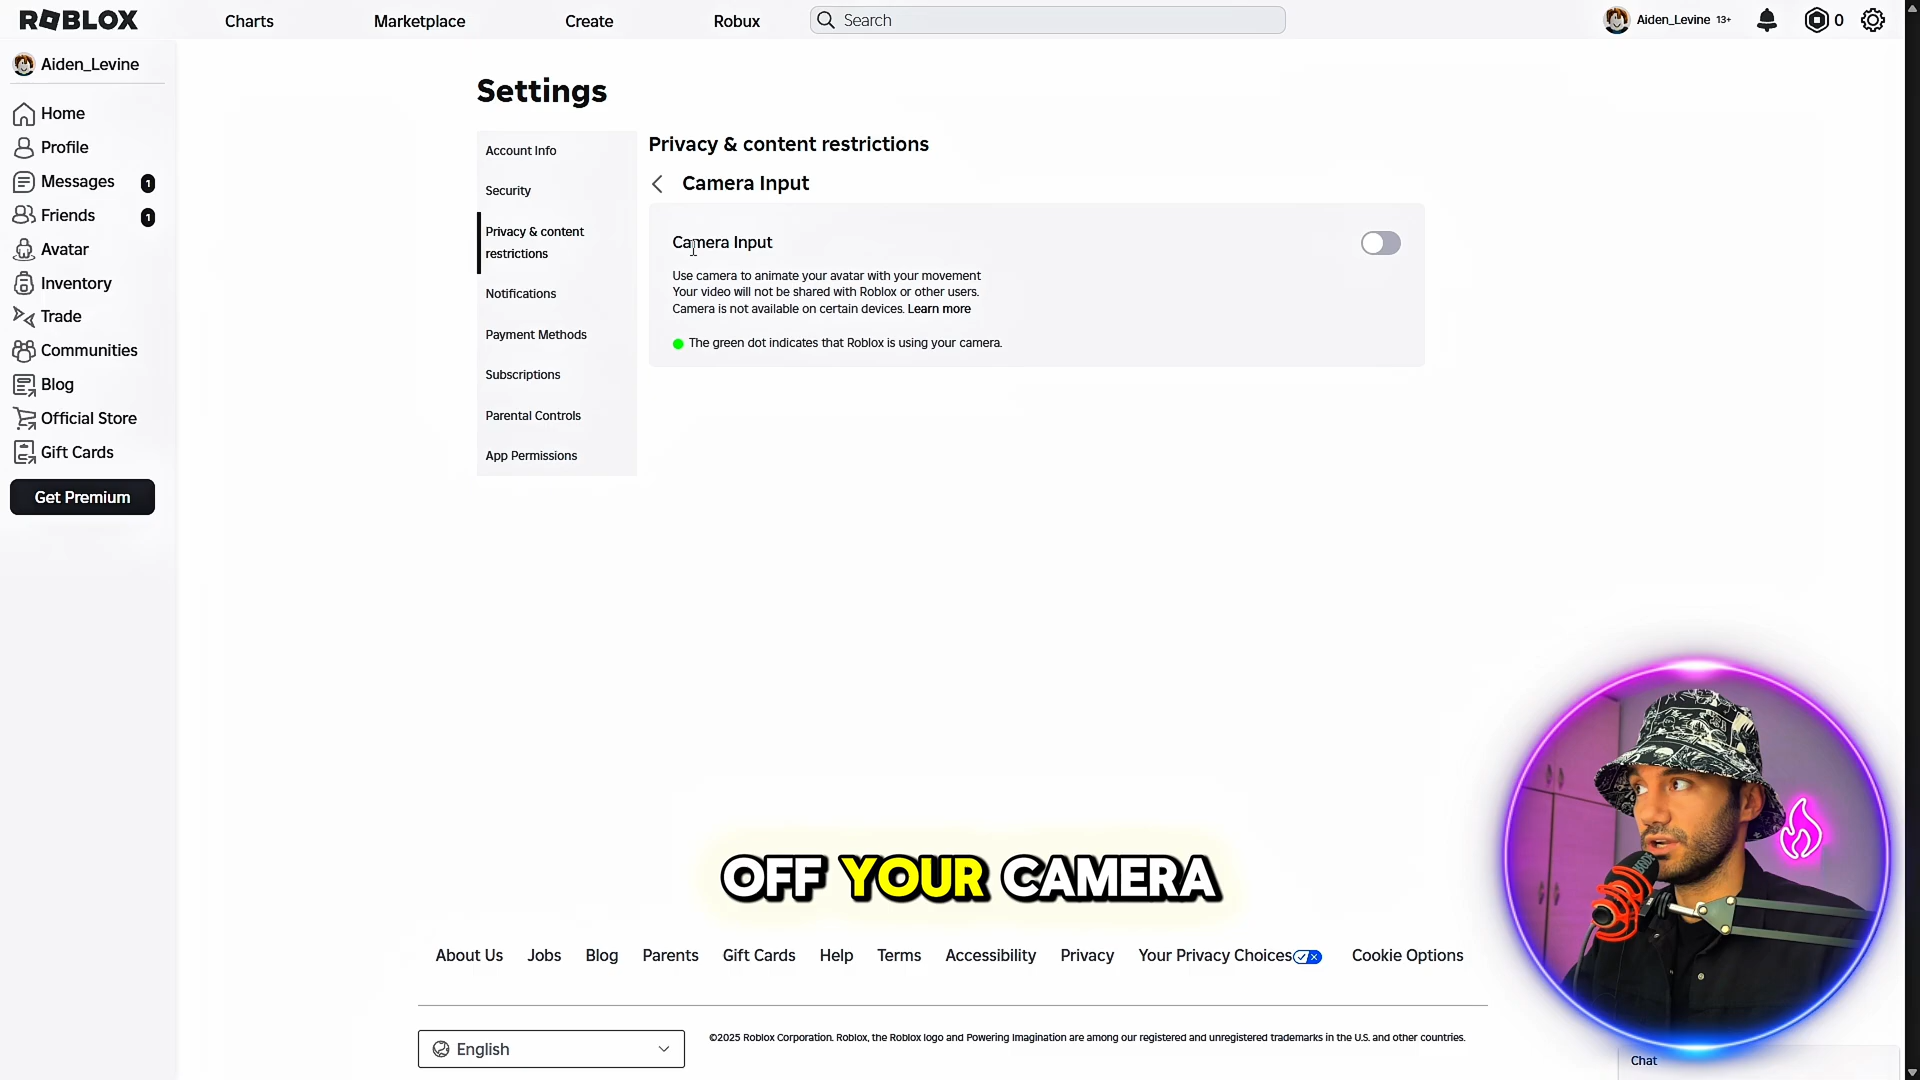 ROBLOX
Charts
Marketplace
Create
Robux
Search
Aiden_Levine 13+
0
Aiden_Levine
Home
Profile
Messages 1
Friends 1
Avatar
Inventory
Trade
Communities
Blog
Official Store
Gift Cards
Get Premium
Settings
Account Info
Security
Privacy & content
restrictions
Notifications
Payment Methods
Subscriptions
Parental Controls
App Permissions
Privacy & content restrictions
Camera Input
Camera Input
Use camera to animate your avatar with your movement
Your video will not be shared with Roblox or other users.
Camera is not available on certain devices. Learn more
The green dot indicates that Roblox is using your camera.
OFF YOUR CAMERA
About Us
Jobs
Blog
Parents
Gift Cards
Help
Terms
Accessibility
Privacy
Your Privacy Choices
Cookie Options
English
©2025 Roblox Corporation. Roblox, the Roblox logo and Powering Imagination are among our registered and unregistered trademarks in the U.S. and other countries.
Chat